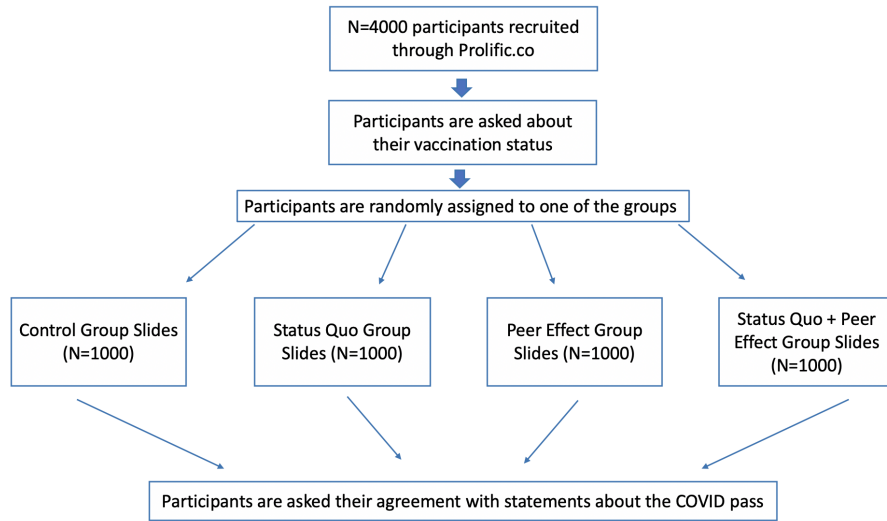 N=4000 participants recruited
through Prolific.co
Participants are asked about
their vaccination status
Participants are randomly assigned to one of the groups
Control Group Slides
(N=1000)
Status Quo Group
Slides (N=1000)
Peer Effect Group
Slides (N=1000)
Status Quo + Peer
Effect Group Slides
(N=1000)
Participants are asked their agreement with statements about the COVID pass